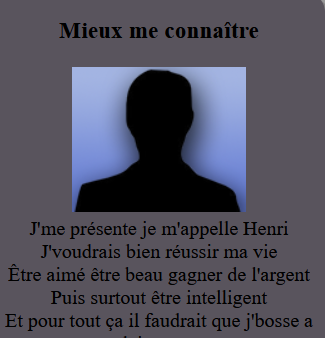 Mieux me connaître
J'me présente je m'appelle Henri
J'voudrais bien réussir ma vie
Être aimé être beau gagner de l'argent
Puis surtout être intelligent
Et pour tout ça il faudrait que j'bosse a